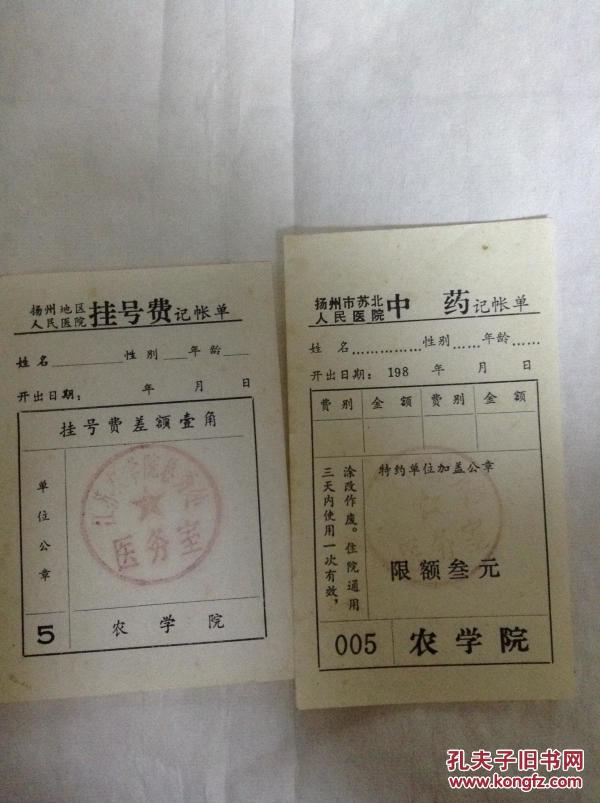 扬州地区
人民医院 挂号费 记帐单
姓名 性别 年龄
开出日期： 年 月 日
挂号费差额壹角
单位公章
医务室
5 农学院
扬州市苏北
人民医院 中药 记帐单
姓名 性别 年龄
开出日期： 198 年 月 日
费别 金额 费别 金额
涂改作废。住院通用
三天内使用一次有效，
特约单位加盖公章
限额叁元
005 农学院
孔夫子旧书网
www.kongfz.com